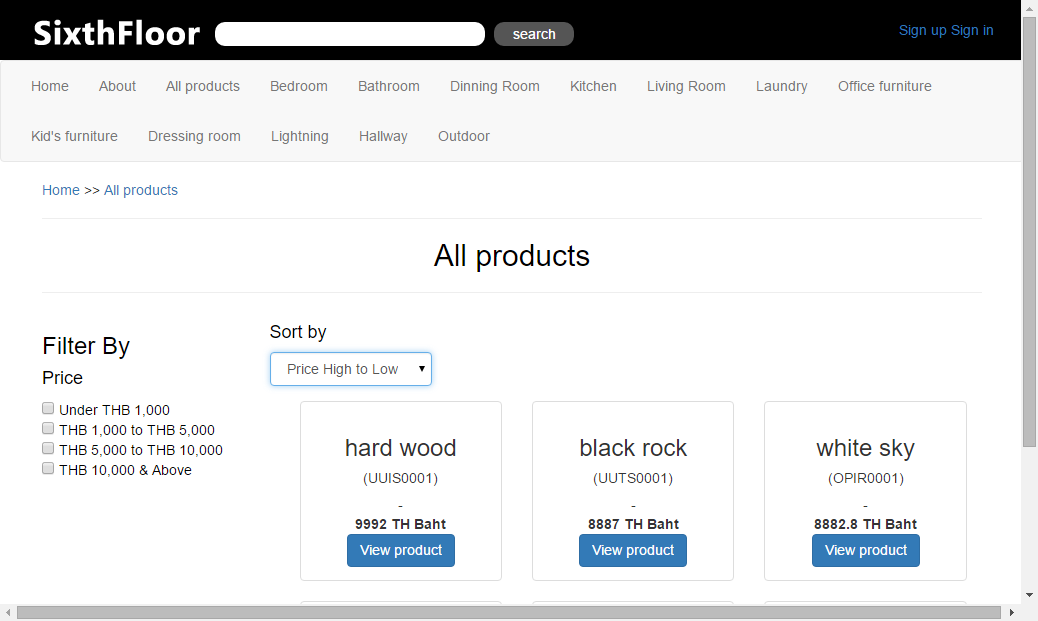 SixthFloor
search
Sign up Sign in
Home About All products Bedroom Bathroom Dinning Room Kitchen Living Room Laundry Office furniture
Kid's furniture Dressing room Lightning Hallway Outdoor
Home >> All products
All products
Filter By
Price
Under THB 1,000
THB 1,000 to THB 5,000
THB 5,000 to THB 10,000
THB 10,000 & Above
Sort by
Price High to Low
hard wood
(UUIS0001)
-
9992 TH Baht
View product
black rock
(UUTS0001)
-
8887 TH Baht
View product
white sky
(OPIR0001)
-
8882.8 TH Baht
View product